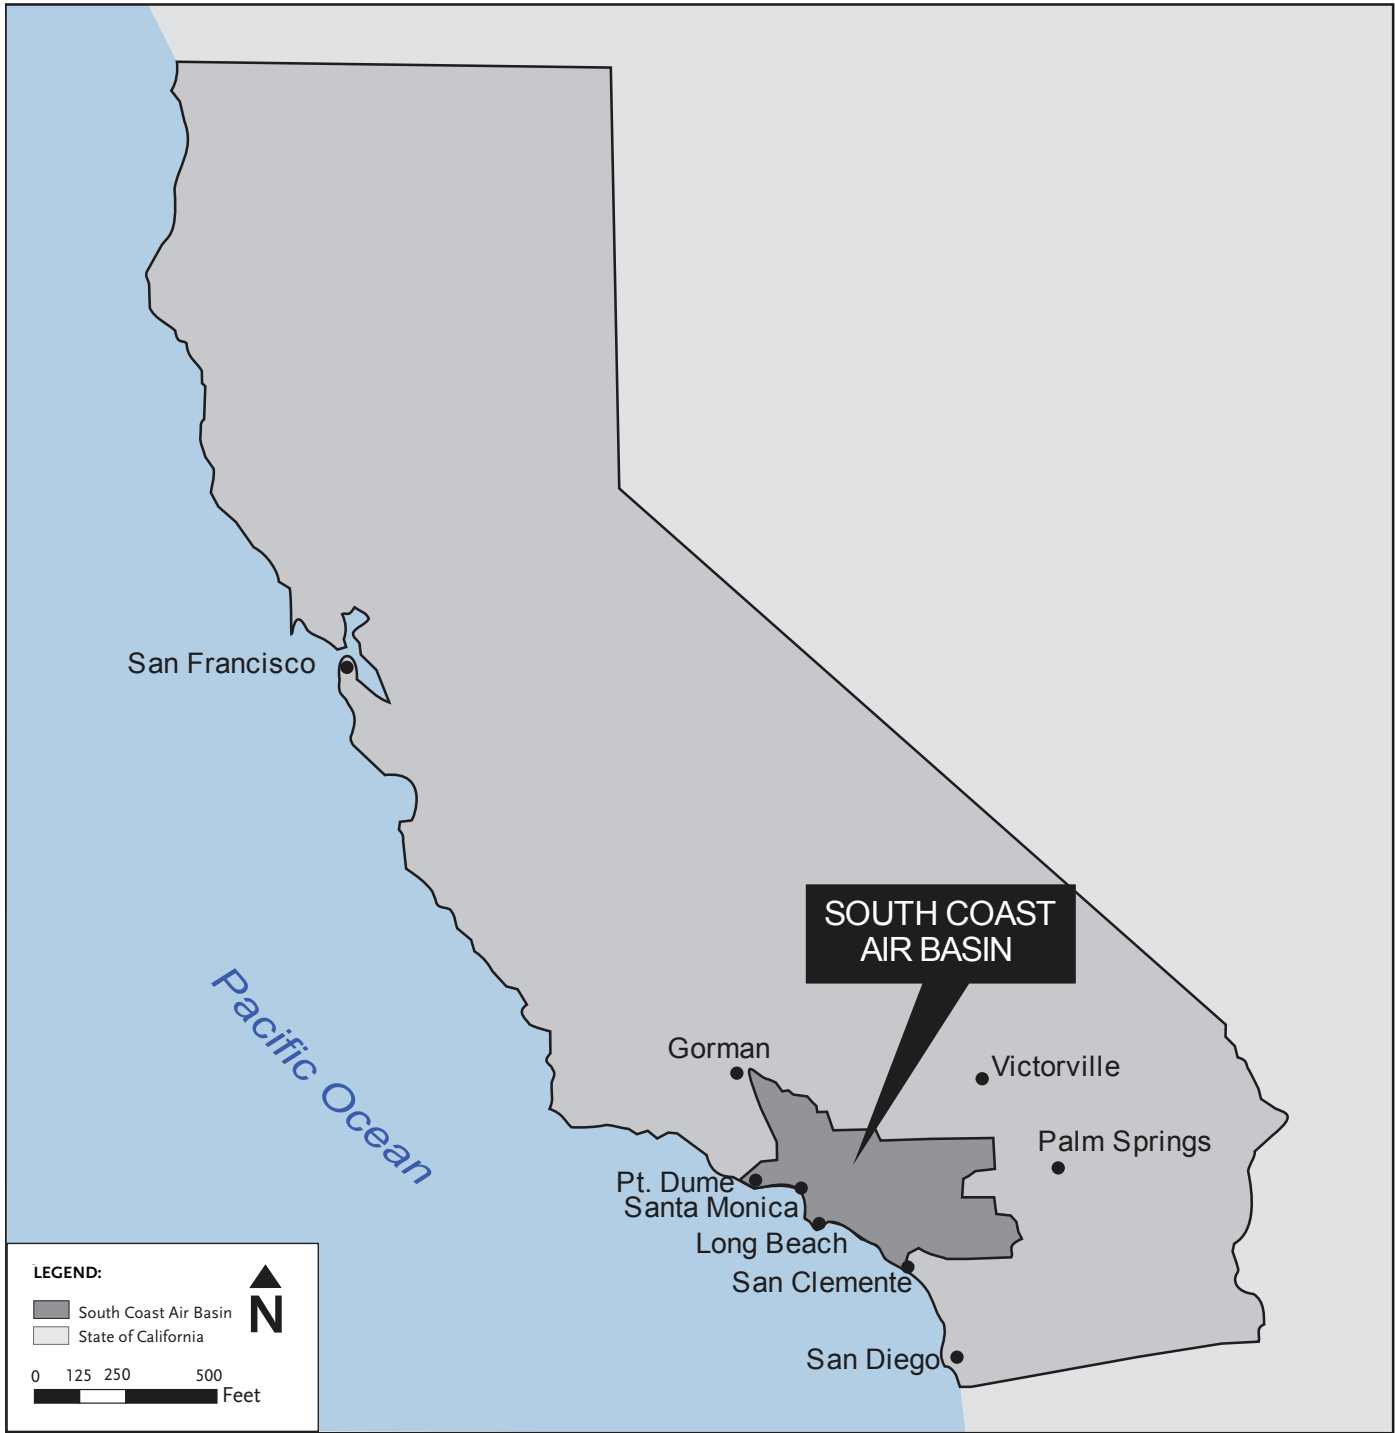 San Francisco
SOUTH COAST
AIR BASIN
Pacific Ocean
Gorman
Victorville
Palm Springs
Pt. Dume
Santa Monica
Long Beach
San Clemente
San Diego
LEGEND:
South Coast Air Basin
State of California
N
0 125 250 500
Feet